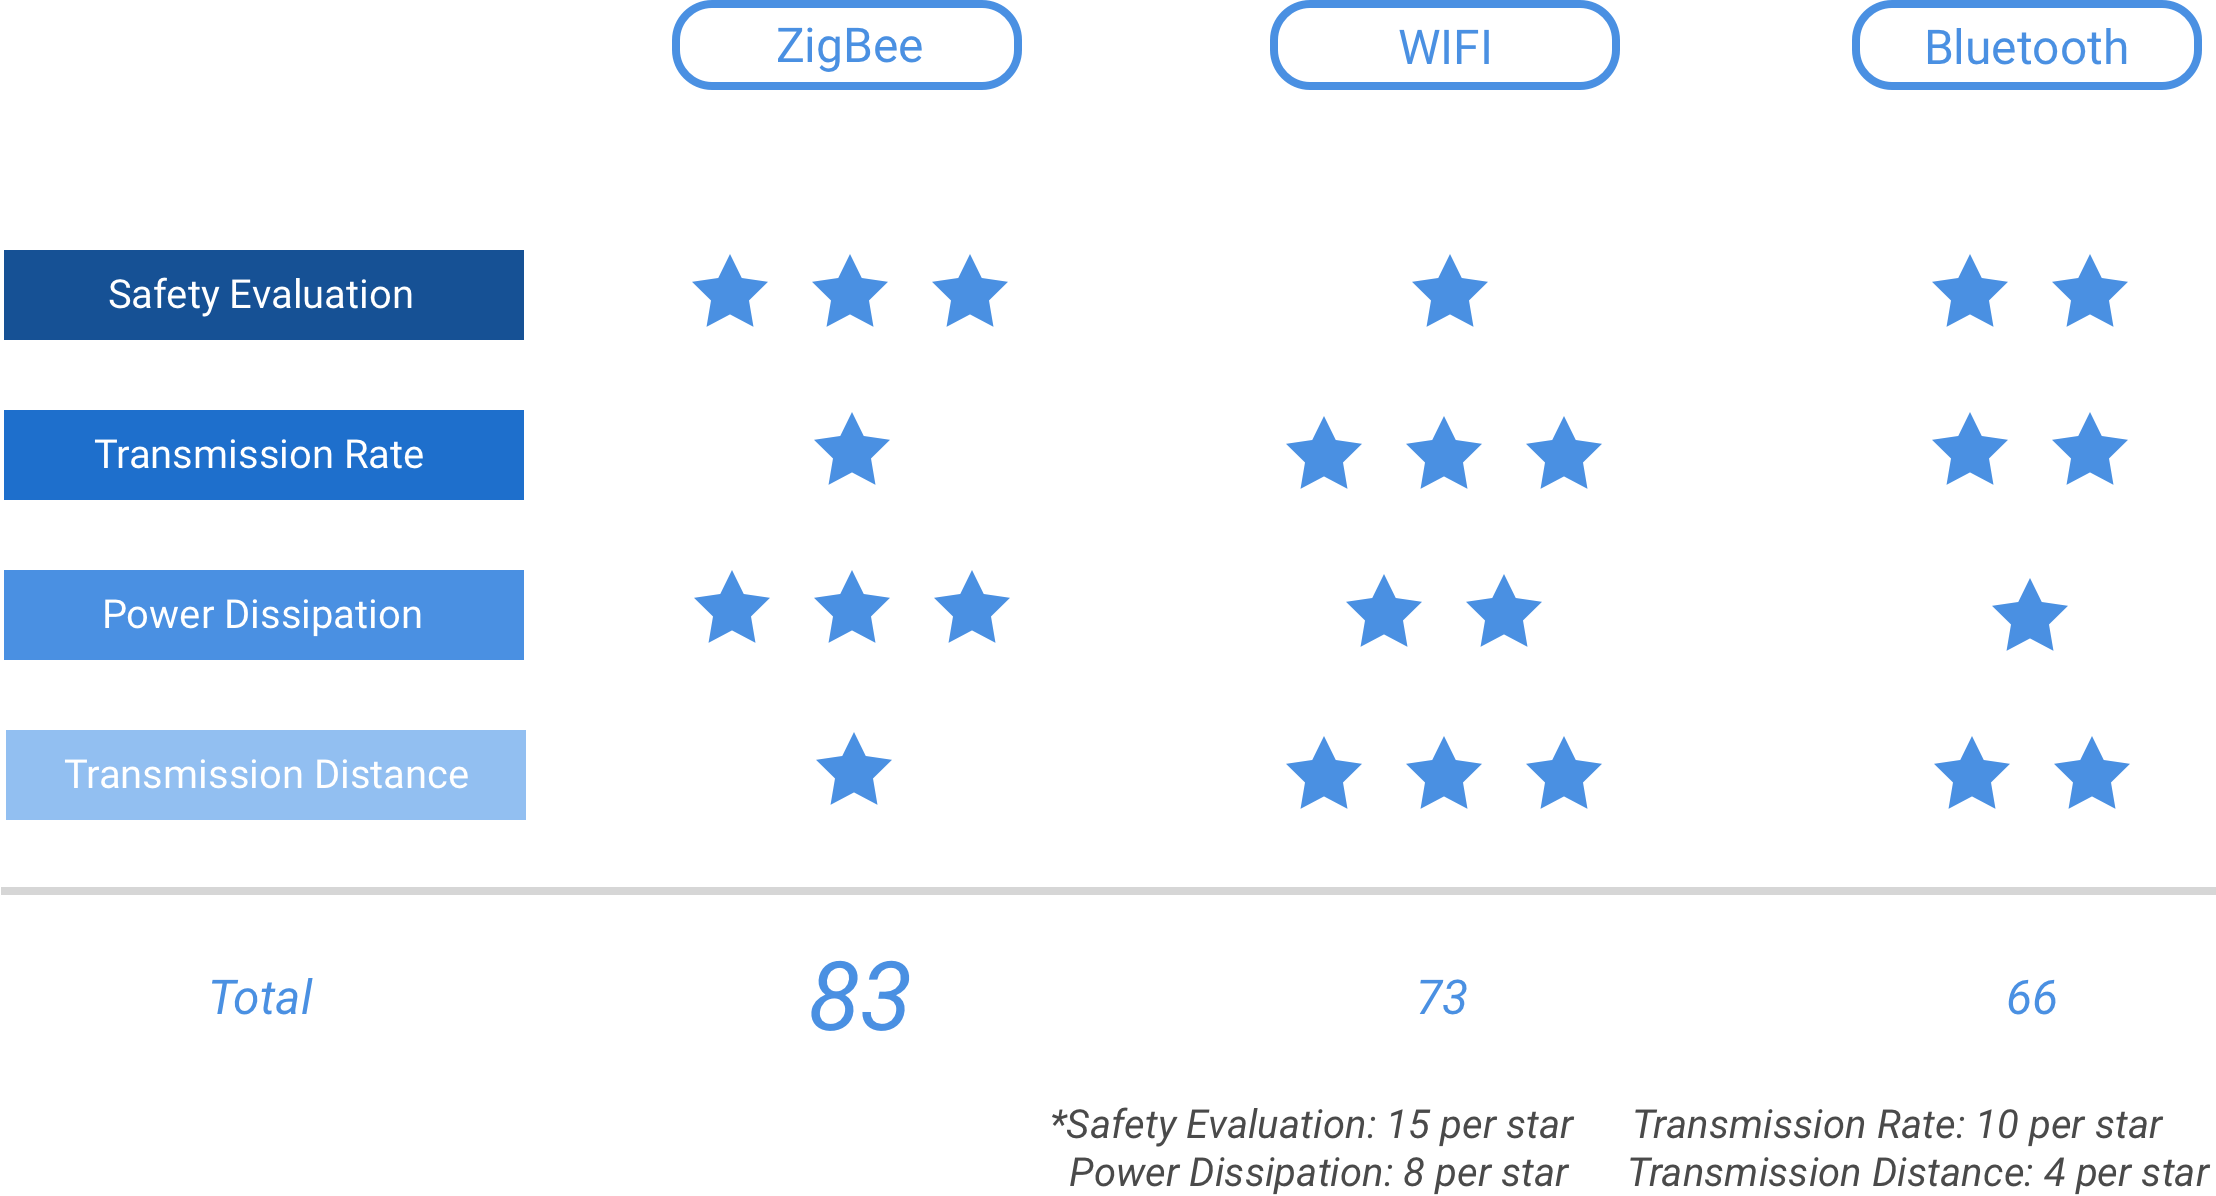 ZigBee WIFI Bluetooth
Safety Evaluation
Transmission Rate
Power Dissipation
Transmission Distance
Total 83 73 66
*Safety Evaluation: 15 per star Transmission Rate: 10 per star
Power Dissipation: 8 per star Transmission Distance: 4 per star